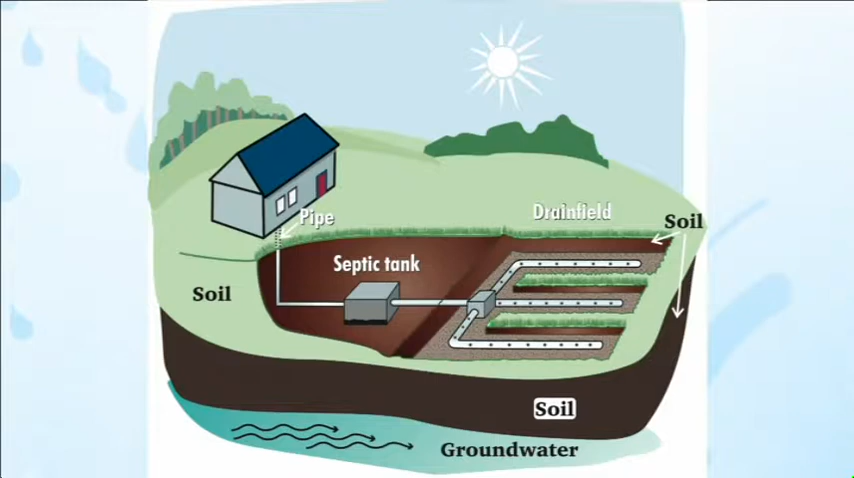 Pipe
Drainfield
Soil
Septic tank
Soil
Soil
Groundwater